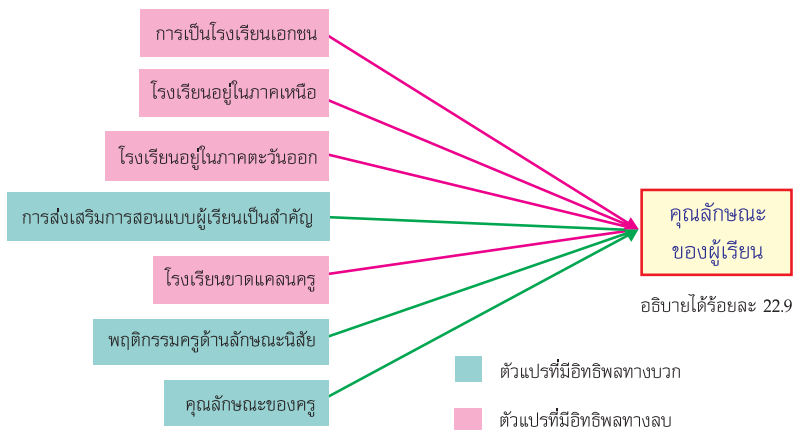 การเป็นโรงเรียนเอกชน
โรงเรียนอยู่ในภาคเหนือ
โรงเรียนอยู่ในภาคตะวันออก
การส่งเสริมการสอนแบบผู้เรียนเป็นสำคัญ
โรงเรียนขาดแคลนครู
พฤติกรรมครูด้านลักษณะนิสัย
คุณลักษณะของครู
คุณลักษณะ
ของผู้เรียน
อธิบายได้ร้อยละ 22.9
ตัวแปรที่มีอิทธิพลทางบวก
ตัวแปรที่มีอิทธิพลทางลบ